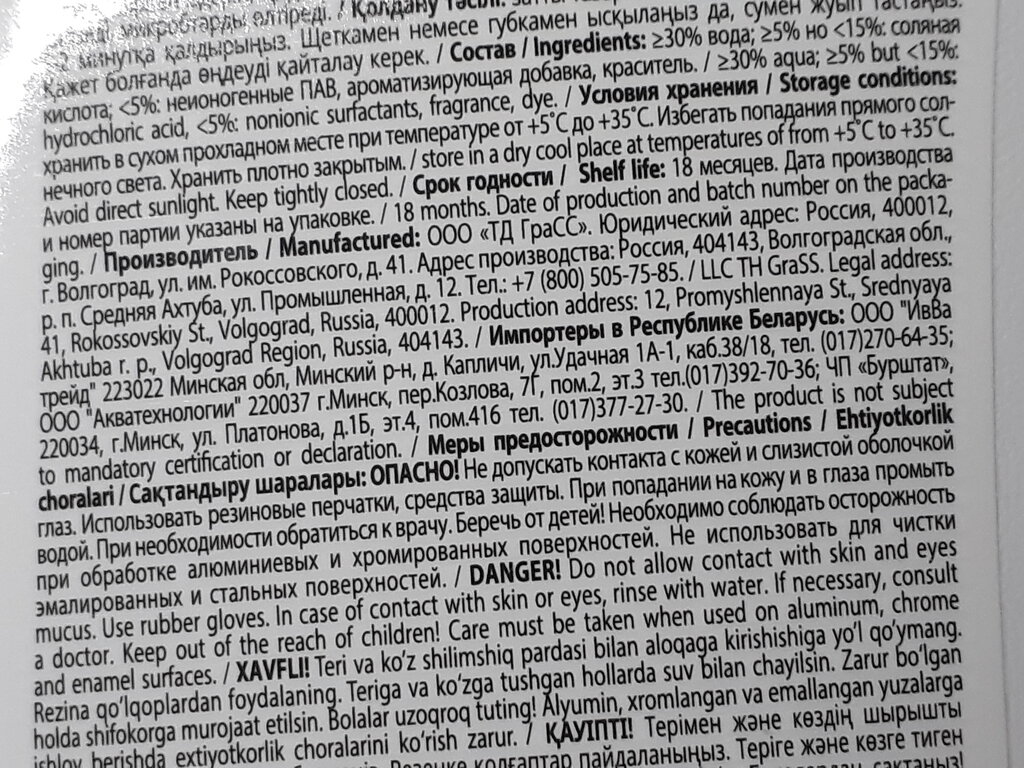 микробтарды өлтіреді. / Қолдану тәсілі:
минутқа қалдырыңыз. Щеткамен немесе губкамен ысқылаңыз да, сумен жуып тастаңыз.
Қажет болғанда өңдеуді қайталау керек. / Состав / Ingredients: ≥30% вода; ≥5% но <15%: соляная
кислота; <5%: неионогенные ПАВ, ароматизирующая добавка, краситель. / ≥30% aqua; ≥5% but <15%:
hydrochloric acid, <5%: nonionic surfactants, fragrance, dye. / Условия хранения / Storage conditions:
хранить в сухом прохладном месте при температуре от +5˚C до +35˚C. Избегать попадания прямого сол-
нечного света. Хранить плотно закрытым. / store in a dry cool place at temperatures of from +5˚C to +35˚C.
Avoid direct sunlight. Keep tightly closed. / Срок годности / Shelf life: 18 месяцев. Дата производства
и номер партии указаны на упаковке. / 18 months. Date of production and batch number on the packa-
ging. / Производитель / Manufactured: ООО «ТД ГраСС». Юридический адрес: Россия, 400012,
г. Волгоград, ул. им. Рокоссовского, д. 41. Адрес производства: Россия, 404143, Волгоградская обл.,
р. п. Средняя Ахтуба, ул. Промышленная, д. 12. Тел.: +7 (800) 505-75-85. / LLC TH GraSS. Legal address:
41, Rokossovskiy St., Volgograd, Russia, 400012. Production address: 12, Promyshlennaya St., Srednyaya
Akhtuba r. p., Volgograd Region, Russia, 404143. / Импортеры в Республике Беларусь: ООО "ИвВа
трейд" 223022 Минская обл, Минский р-н, д. Капличи, ул.Удачная 1А-1, каб.38/18, тел. (017)270-64-35;
ООО "Акватехнологии" 220037 г.Минск, пер.Козлова, 7Г, пом.2, эт.3 тел.(017)392-70-36; ЧП «Бурштат»,
220034, г.Минск, ул. Платонова, д.1Б, эт.4, пом.416 тел. (017)377-27-30. / The product is not subject
to mandatory certification or declaration. / Меры предосторожности / Precautions / Ehtiyotkorlik
choralari / Сақтандыру шаралары: ОПАСНО! Не допускать контакта с кожей и слизистой оболочкой
глаз. Использовать резиновые перчатки, средства защиты. При попадании на кожу и в глаза промыть
водой. При необходимости обратиться к врачу. Беречь от детей! Необходимо соблюдать осторожность
при обработке алюминиевых и хромированных поверхностей. Не использовать для чистки
эмалированных и стальных поверхностей. / DANGER! Do not allow contact with skin and eyes
mucus. Use rubber gloves. In case of contact with skin or eyes, rinse with water. If necessary, consult
a doctor. Keep out of the reach of children! Care must be taken when used on aluminum, chrome
and enamel surfaces. / XAVFLI! Teri va ko‘z shilimshiq pardasi bilan aloqaga kirishishiga yo‘l qo‘ymang.
Rezina qo‘lqoplardan foydalaning. Teriga va ko‘zga tushgan hollarda suv bilan chayilsin. Zarur bo‘lgan
holda shifokorga murojaat etilsin. Bolalar uzoqroq tuting! Alyumin, xromlangan va emallangan yuzalarga
ishlov berishda extiyotkorlik choralarini ko‘rish zarur. / ҚАУІПТІ! Терімен және көздің шырышты
Резеңке қолғаптар пайдаланыңыз. Теріге және көзге тиген
сақтаңыз!